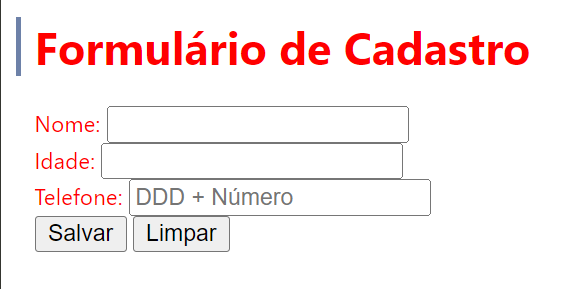 Formulário de Cadastro
Nome:
Idade:
Telefone: DDD + Número
Salvar Limpar